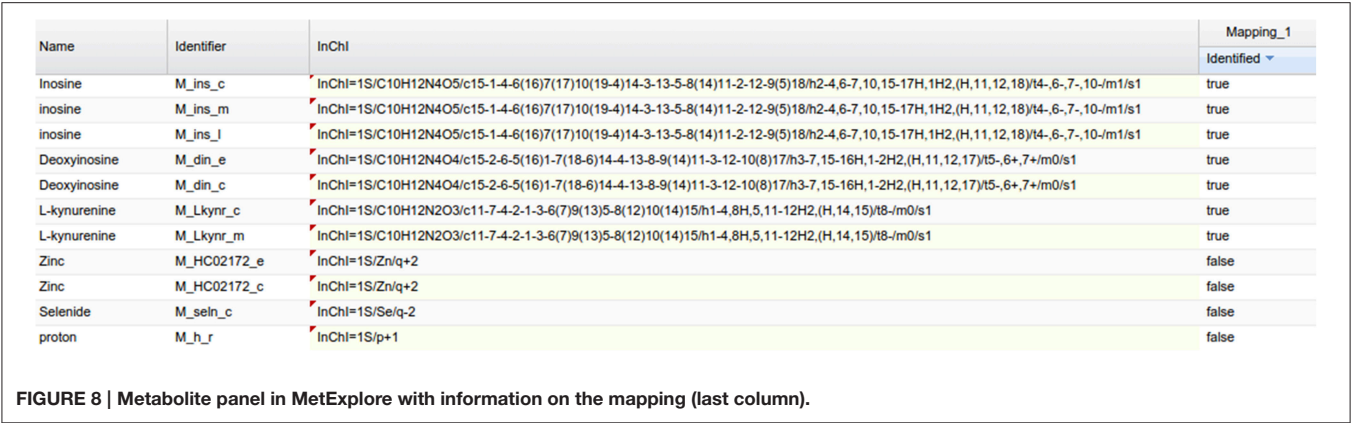 Name Identifier InChI Mapping_1
Identified
Inosine M_ins_c InChI=1S/C10H12N4O5/c15-1-4-6(16)7(17)10(19-4)14-3-13-5-8(14)11-2-12-9(5)18/h2-4,6-7,10,15-17H,1H2,(H,11,12,18)/t4-,6-,7-,10-/m1/s1 true
inosine M_ins_m InChI=1S/C10H12N4O5/c15-1-4-6(16)7(17)10(19-4)14-3-13-5-8(14)11-2-12-9(5)18/h2-4,6-7,10,15-17H,1H2,(H,11,12,18)/t4-,6-,7-,10-/m1/s1 true
inosine M_ins_l InChI=1S/C10H12N4O5/c15-1-4-6(16)7(17)10(19-4)14-3-13-5-8(14)11-2-12-9(5)18/h2-4,6-7,10,15-17H,1H2,(H,11,12,18)/t4-,6-,7-,10-/m1/s1 true
Deoxyinosine M_din_e InChI=1S/C10H12N4O4/c15-2-6-5(16)1-7(18-6)14-4-13-8-9(14)11-3-12-10(8)17/h3-7,15-16H,1-2H2,(H,11,12,17)/t5-,6+,7+/m0/s1 true
Deoxyinosine M_din_c InChI=1S/C10H12N4O4/c15-2-6-5(16)1-7(18-6)14-4-13-8-9(14)11-3-12-10(8)17/h3-7,15-16H,1-2H2,(H,11,12,17)/t5-,6+,7+/m0/s1 true
L-kynurenine M_Lkynr_c InChI=1S/C10H12N2O3/c11-7-4-2-1-3-6(7)9(13)5-8(12)10(14)15/h1-4,8H,5,11-12H2,(H,14,15)/t8-/m0/s1 true
L-kynurenine M_Lkynr_m InChI=1S/C10H12N2O3/c11-7-4-2-1-3-6(7)9(13)5-8(12)10(14)15/h1-4,8H,5,11-12H2,(H,14,15)/t8-/m0/s1 true
Zinc M_HC02172_e InChI=1S/Zn/q+2 false
Zinc M_HC02172_c InChI=1S/Zn/q+2 false
Selenide M_seln_c InChI=1S/Se/q-2 false
proton M_h_r InChI=1S/p+1 false
FIGURE 8 | Metabolite panel in MetExplore with information on the mapping (last column).